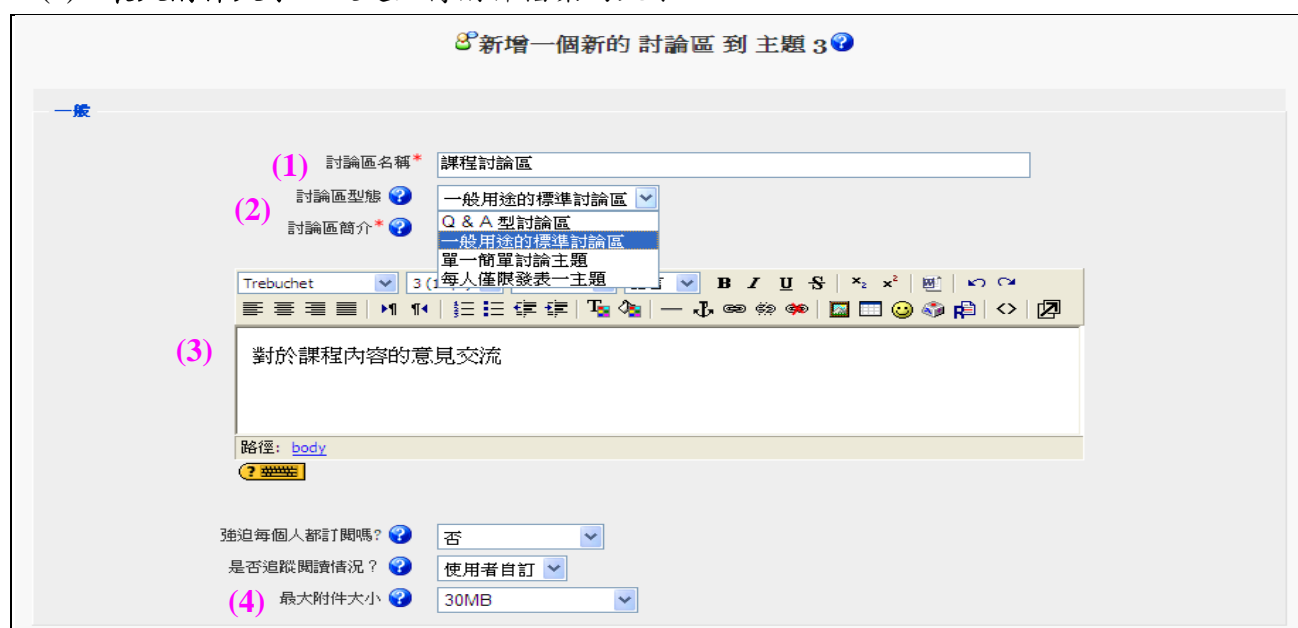 新增一個新的 討論區 到 主題 3
一般
(1) 討論區名稱* 課程討論區
討論區型態 一般用途的標準討論區
(2)
討論區簡介*
Q & A 型討論區
一般用途的標準討論區
單一簡單討論主題
每人僅限發表一主題
Trebuchet 3 (1
B I U S ×₂ ×²
(3) 對於課程內容的意見交流
路徑: body
?
強迫每個人都訂閱嗎? 否
是否追蹤閱讀情況? 使用者自訂
(4) 最大附件大小 30MB